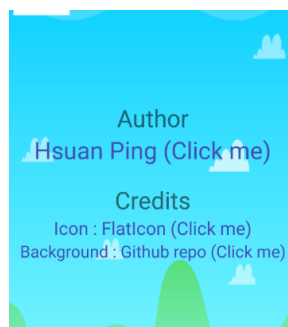 Author
Hsuan Ping (Click me)
Credits
Icon : FlatIcon (Click me)
Background : Github repo (Click me)